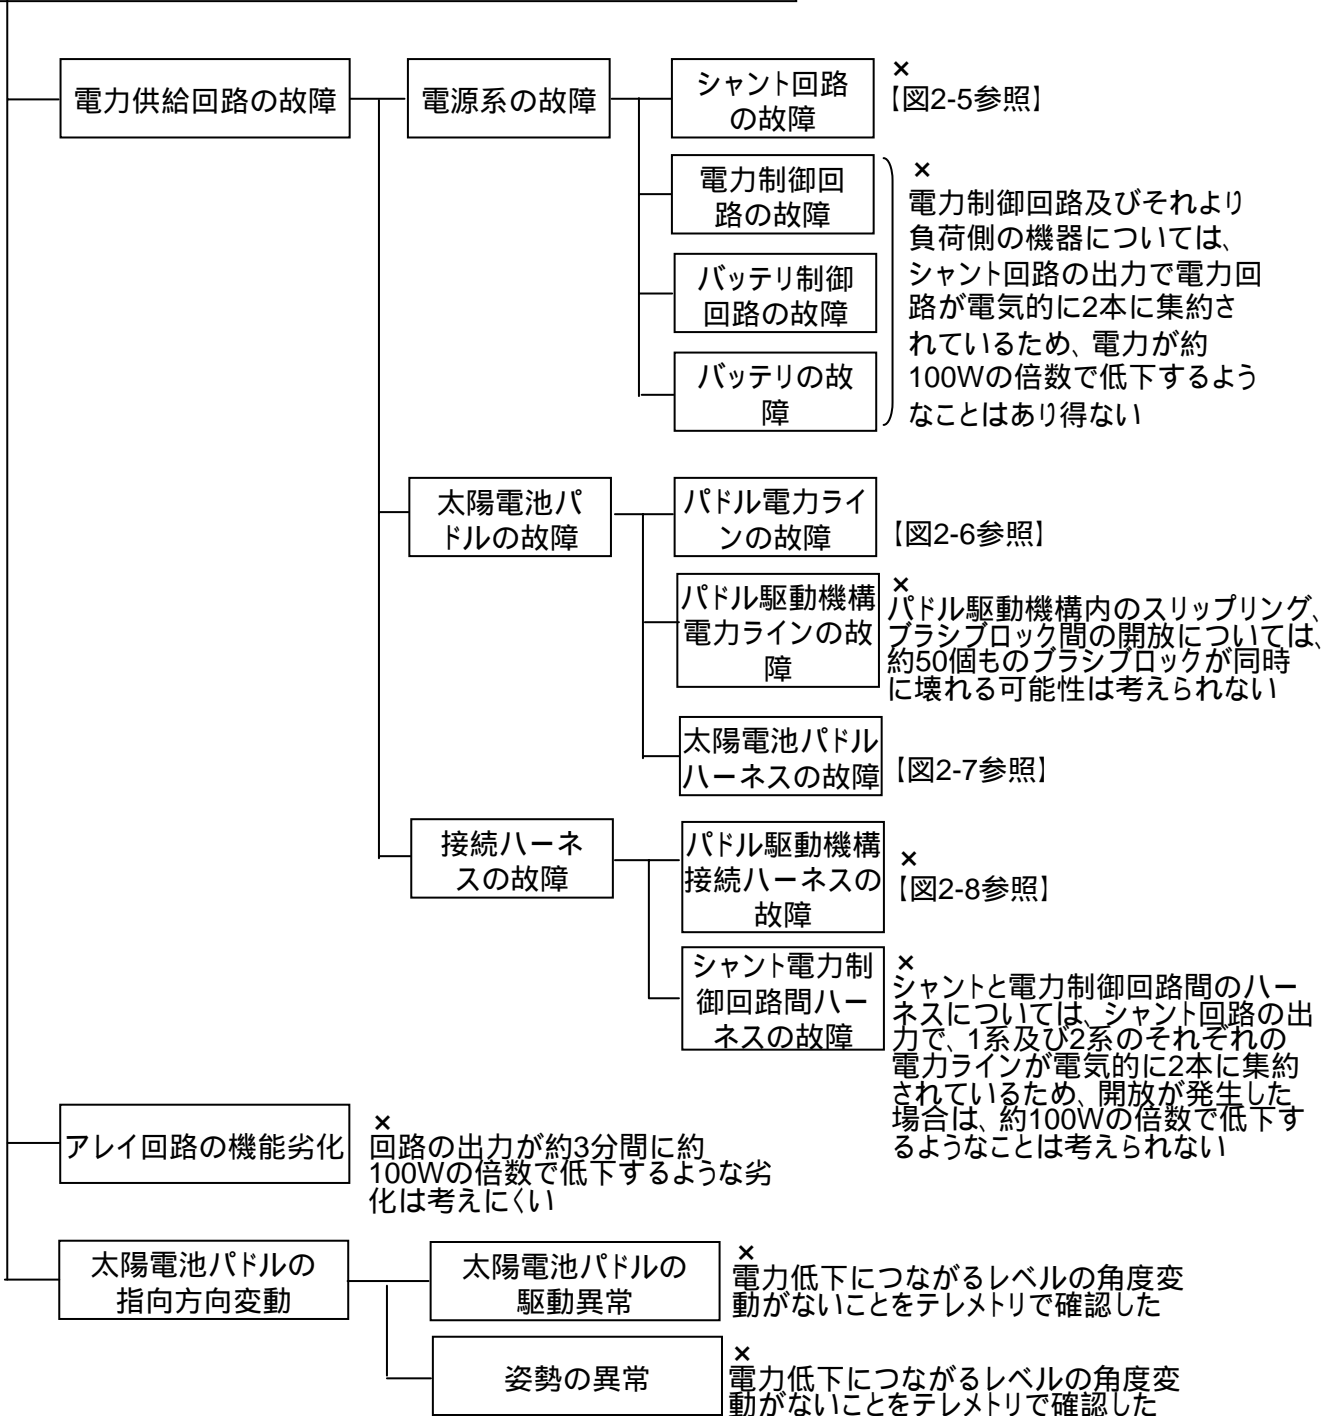 電力供給回路の故障
電源系の故障
シャント回路
の故障
×
【図2-5参照】
電力制御回
路の故障
バッテリ制御
回路の故障
バッテリの故
障
×
電力制御回路及びそれより
負荷側の機器については、
シャント回路の出力で電力回
路が電気的に2本に集約さ
れているため、電力が約
100Wの倍数で低下するよう
なことはあり得ない
太陽電池パ
ドルの故障
パドル電力ライ
ンの故障
【図2-6参照】
パドル駆動機構
電力ラインの故
障
×
パドル駆動機構内のスリップリング、
ブラシブロック間の開放については、
約50個ものブラシブロックが同時
に壊れる可能性は考えられない
太陽電池パドル
ハーネスの故障
【図2-7参照】
接続ハーネ
スの故障
パドル駆動機構
接続ハーネスの
故障
×
【図2-8参照】
シャント電力制
御回路間ハー
ネスの故障
×
シャントと電力制御回路間のハー
ネスについては、シャント回路の出
力で、1系及び2系のそれぞれの
電力ラインが電気的に2本に集約
されているため、開放が発生した
場合は、約100Wの倍数で低下す
るようなことは考えられない
アレイ回路の機能劣化
×
回路の出力が約3分間に約
100Wの倍数で低下するような劣
化は考えにくい
太陽電池パドルの
指向方向変動
太陽電池パドルの
駆動異常
×
電力低下につながるレベルの角度変
動がないことをテレメトリで確認した
姿勢の異常
×
電力低下につながるレベルの角度変
動がないことをテレメトリで確認した